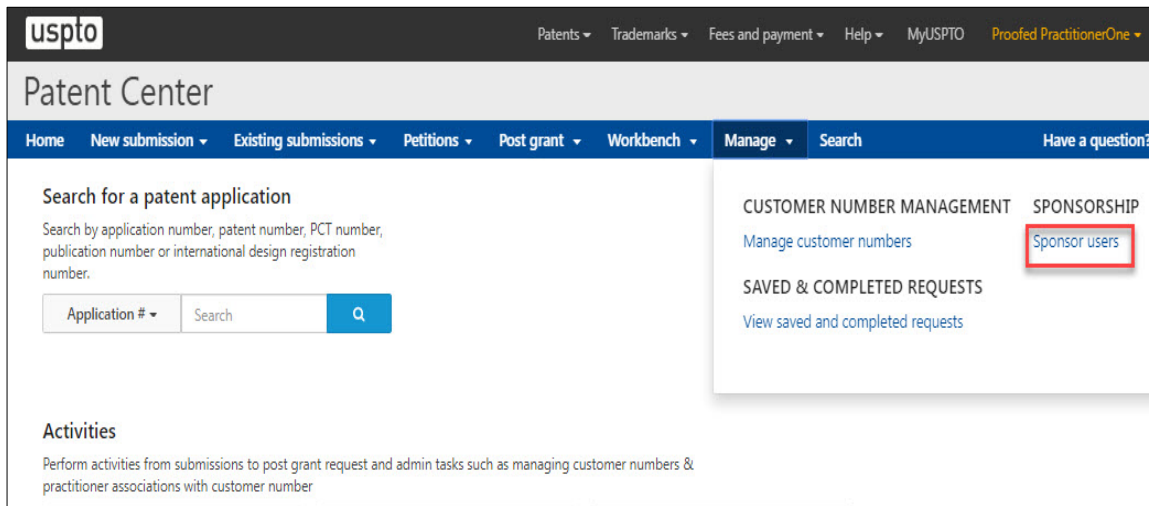 uspto
Patents Trademarks Fees and payment Help MyUSPTO Proofed PractitionerOne
Patent Center
Home New submission Existing submissions Petitions Post grant Workbench Manage Search Have a question?
Search for a patent application
Search by application number, patent number, PCT number,
publication number or international design registration
number.
Application # Search
CUSTOMER NUMBER MANAGEMENT SPONSORSHIP
Manage customer numbers Sponsor users
SAVED & COMPLETED REQUESTS
View saved and completed requests
Activities
Perform activities from submissions to post grant request and admin tasks such as managing customer numbers &
practitioner associations with customer number